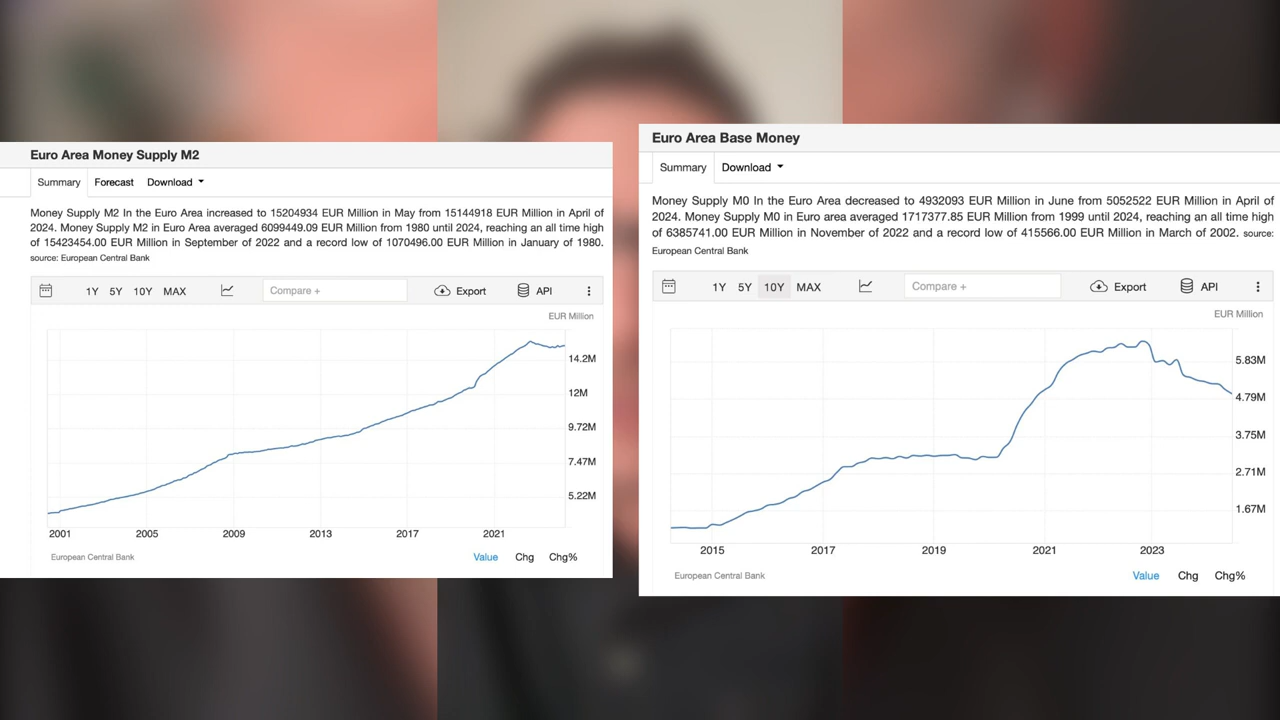 Euro Area Money Supply M2
Summary Forecast Download
Money Supply M2 In the Euro Area increased to 15204934 EUR Million in May from 15144918 EUR Million in April of
2024. Money Supply M2 in Euro Area averaged 6099449.09 EUR Million from 1980 until 2024, reaching an all time high
of 15423454.00 EUR Million in September of 2022 and a record low of 1070496.00 EUR Million in January of 1980.
source: European Central Bank
1Y 5Y 10Y MAX Compare + Export API
EUR Million
14.2M
12M
9.72M
7.47M
5.22M
2001 2005 2009 2013 2017 2021
European Central Bank Value Chg Chg%
Euro Area Base Money
Summary Download
Money Supply M0 In the Euro Area decreased to 4932093 EUR Million in June from 5052522 EUR Million in April of
2024. Money Supply M0 in Euro area averaged 1717377.85 EUR Million from 1999 until 2024, reaching an all time high
of 6385741.00 EUR Million in November of 2022 and a record low of 415566.00 EUR Million in March of 2002. source:
European Central Bank
1Y 5Y 10Y MAX Compare + Export API
EUR Million
5.83M
4.79M
3.75M
2.71M
1.67M
2015 2017 2019 2021 2023
European Central Bank Value Chg Chg%